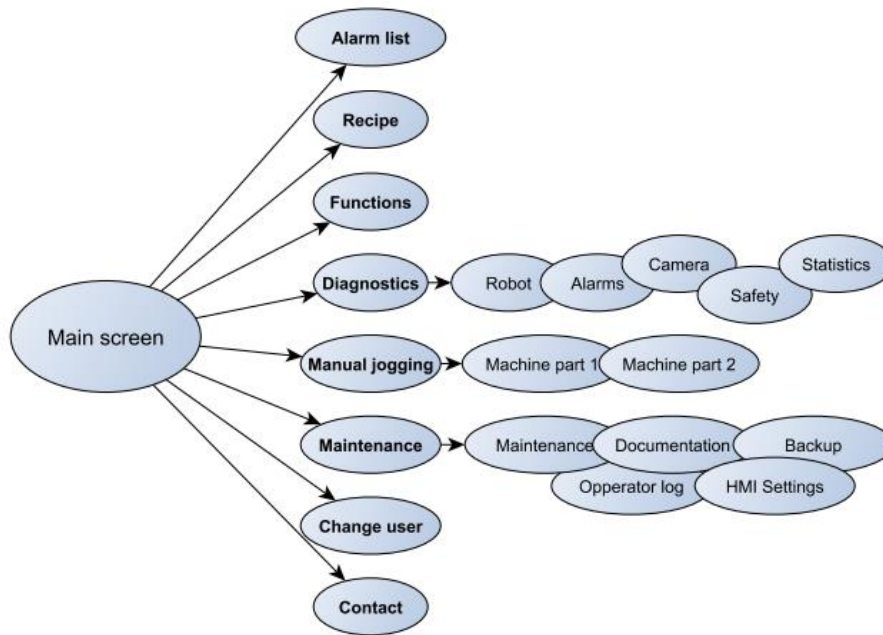 Alarm list
Recipe
Functions
Main screen
Diagnostics
Robot
Alarms
Camera
Safety
Statistics
Manual jogging
Machine part 1
Machine part 2
Maintenance
Maintenance
Documentation
Backup
Opperator log
HMI Settings
Change user
Contact